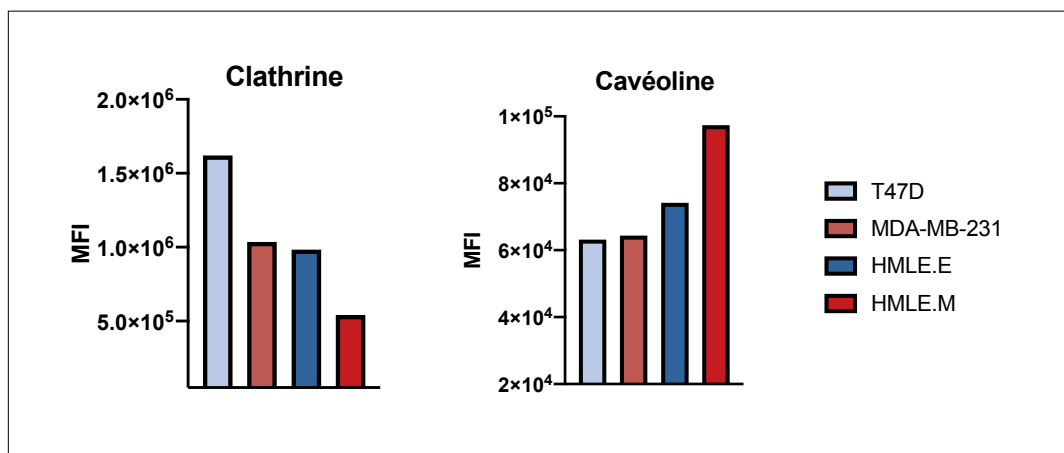 Clathrine
2.0×10⁶
1.5×10⁶
1.0×10⁶
5.0×10⁵
MFI
Cavéoline
1×10⁵
8×10⁴
6×10⁴
4×10⁴
2×10⁴
MFI
T47D
MDA-MB-231
HMLE.E
HMLE.M